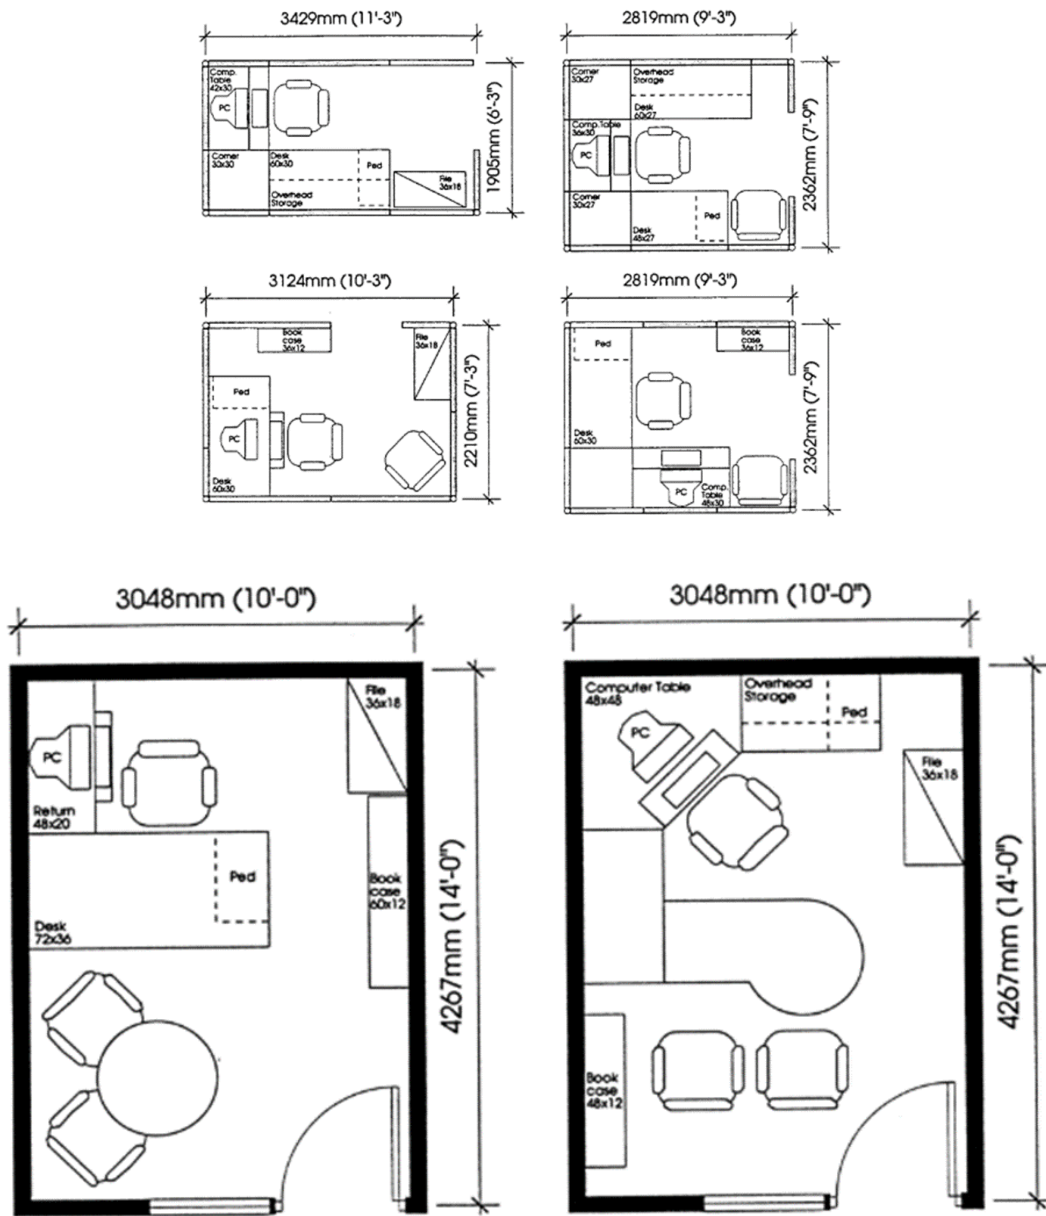 3429mm (11'-3")
Comp.
Table
42x30
PC
Corner
30x30
Desk
60x30
Ped
Overhead
Storage
File
36x18
1905mm (6'-3")
2819mm (9'-3")
Corner
30x27
Overhead
Storage
Desk
60x27
Comp.Table
36x30
PC
Corner
30x27
Desk
48x27
Ped
2362mm (7'-9")
3124mm (10'-3")
Book
case
36x12
File
36x18
Ped
PC
Desk
60x30
2210mm (7'-3")
2819mm (9'-3")
Ped
Book
case
36x12
Desk
60x30
PC
Comp.
Table
48x30
2362mm (7'-9")
3048mm (10'-0")
File
36x18
PC
Return
48x20
Ped
Desk
72x36
Book
case
60x12
4267mm (14'-0")
3048mm (10'-0")
Computer Table
48x48
Overhead
Storage
Ped
PC
File
36x18
Book
case
48x12
4267mm (14'-0")